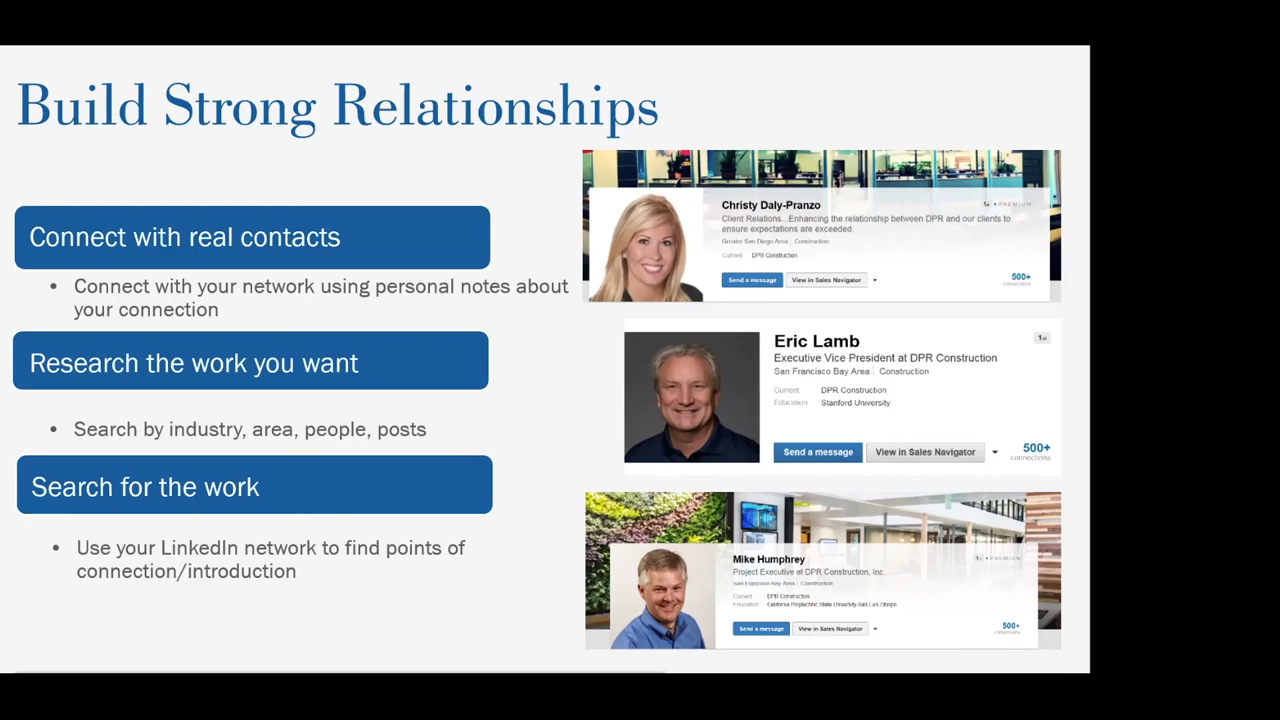 Build Strong Relationships
Connect with real contacts
• Connect with your network using personal notes about
your connection
Research the work you want
• Search by industry, area, people, posts
Search for the work
• Use your LinkedIn network to find points of
connection/introduction
Christy Daly-Pranzo
1st • PREMIUM
Client Relations...Enhancing the relationship between DPR and our clients to
ensure expectations are exceeded.
Greater San Diego Area | Construction
Current DPR Construction
Send a message View in Sales Navigator
500+
connections
Eric Lamb
1st
Executive Vice President at DPR Construction
San Francisco Bay Area | Construction
Current DPR Construction
Education Stanford University
Send a message View in Sales Navigator
500+
connections
Mike Humphrey
1st • PREMIUM
Project Executive at DPR Construction, Inc.
San Francisco Bay Area | Construction
Current DPR Construction
Education California Polytechnic State University-San Luis Obispo
Send a message View in Sales Navigator
500+
connections